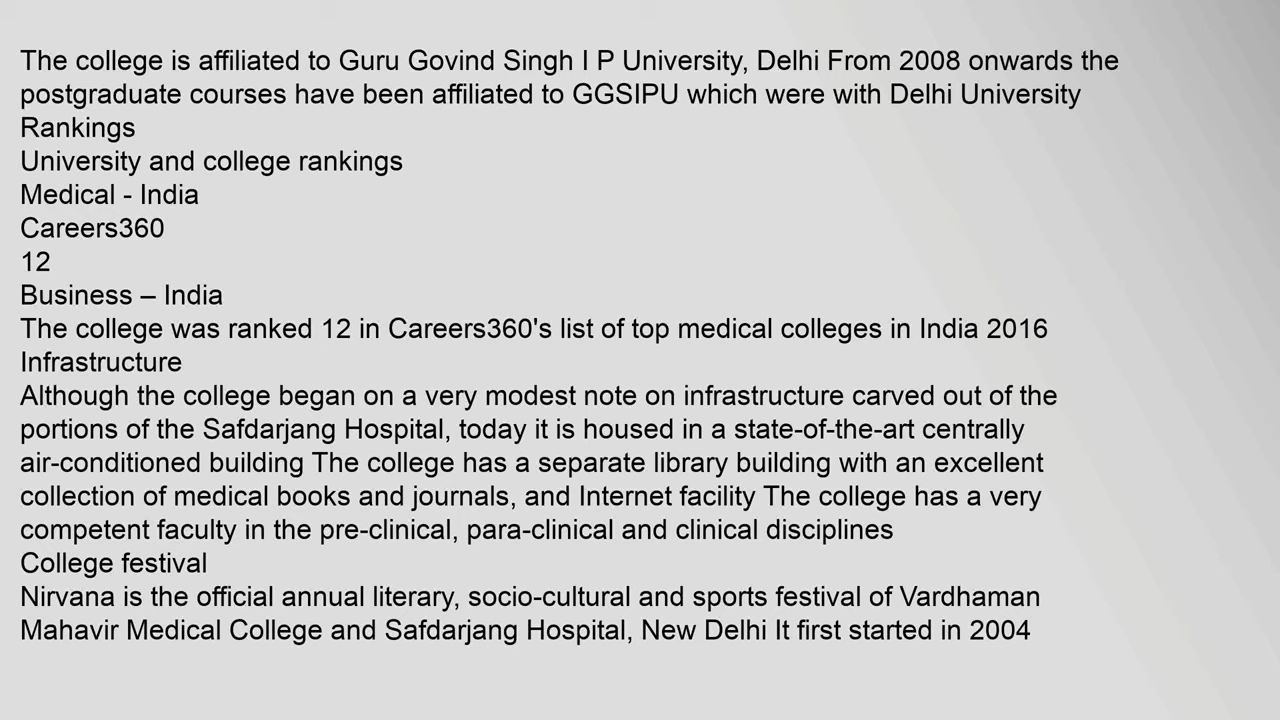 The college is affiliated to Guru Govind Singh I P University, Delhi From 2008 onwards the
postgraduate courses have been affiliated to GGSIPU which were with Delhi University
Rankings
University and college rankings
Medical - India
Careers360
12
Business – India
The college was ranked 12 in Careers360's list of top medical colleges in India 2016
Infrastructure
Although the college began on a very modest note on infrastructure carved out of the
portions of the Safdarjang Hospital, today it is housed in a state-of-the-art centrally
air-conditioned building The college has a separate library building with an excellent
collection of medical books and journals, and Internet facility The college has a very
competent faculty in the pre-clinical, para-clinical and clinical disciplines
College festival
Nirvana is the official annual literary, socio-cultural and sports festival of Vardhaman
Mahavir Medical College and Safdarjang Hospital, New Delhi It first started in 2004